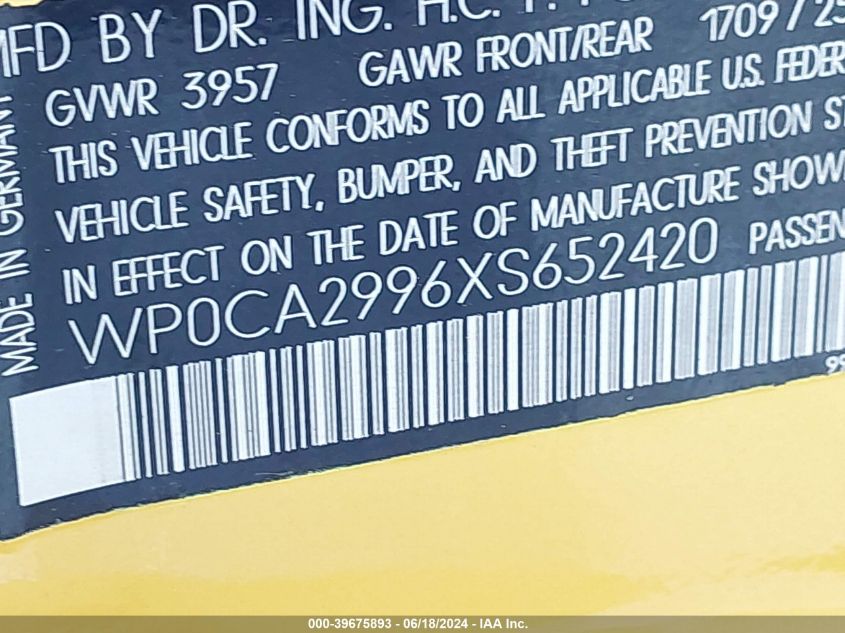 MFD BY DR. ING. H.C. F.
GVWR 3957 GAWR FRONT/REAR 1709 / 25
THIS VEHICLE CONFORMS TO ALL APPLICABLE U.S. FEDER
VEHICLE SAFETY, BUMPER, AND THEFT PREVENTION ST
IN EFFECT ON THE DATE OF MANUFACTURE SHOW
WP0CA2996XS652420 PASSEN
MADE IN GERMANY
99
000-39675893 - 06/18/2024 - IAA Inc.